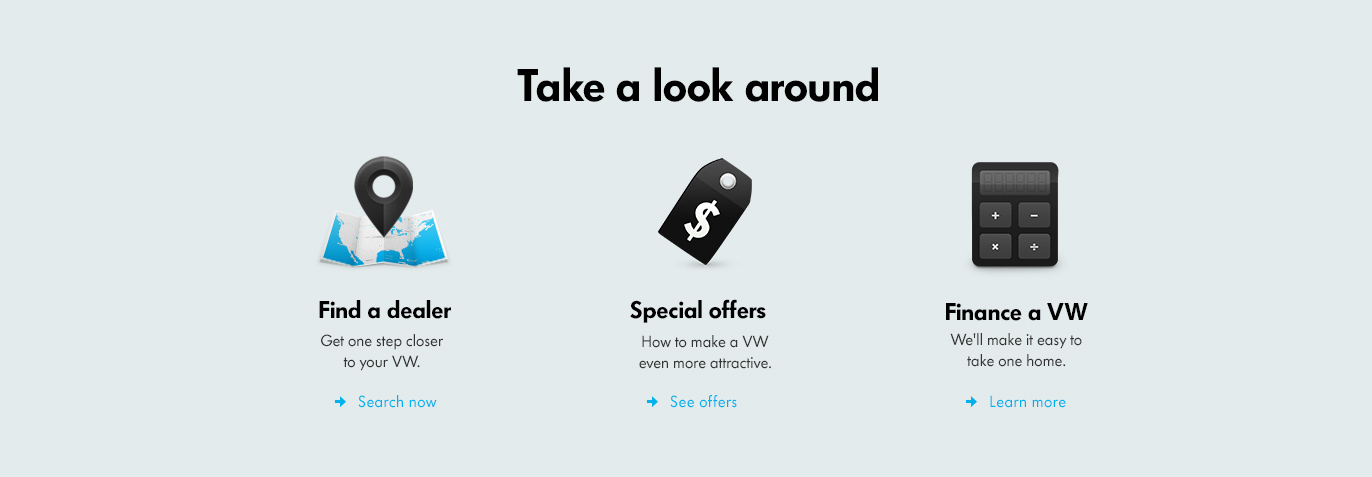 Take a look around
$
+ −
× ÷
Find a dealer
Get one step closer
to your VW.
Search now
Special offers
How to make a VW
even more attractive.
See offers
Finance a VW
We'll make it easy to
take one home.
Learn more